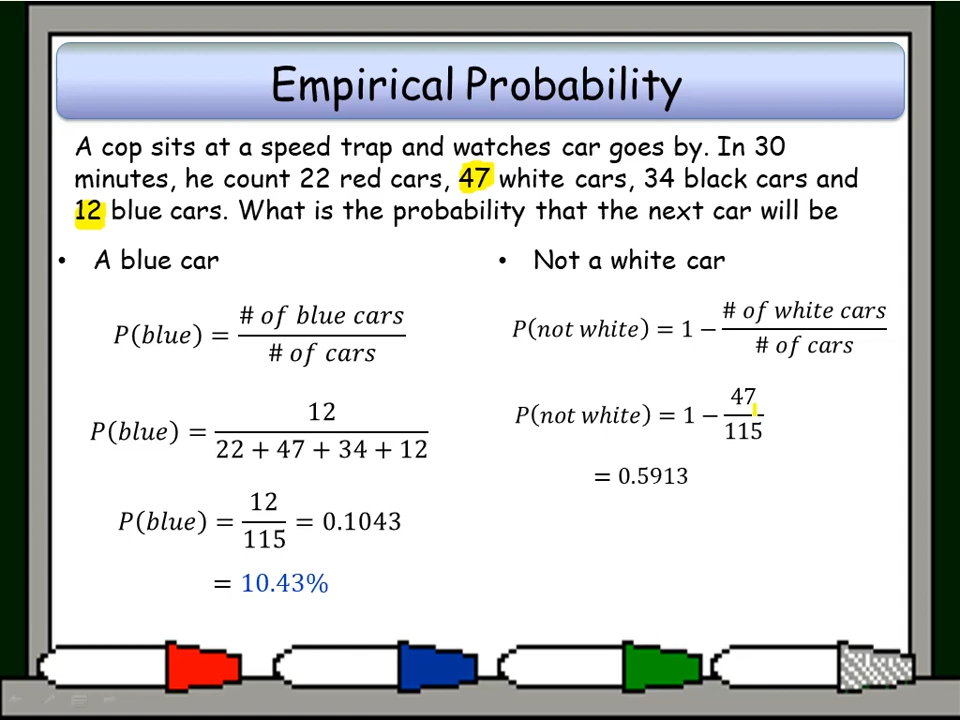 Empirical Probability
A cop sits at a speed trap and watches car goes by. In 30
minutes, he count 22 red cars, 47 white cars, 34 black cars and
12 blue cars. What is the probability that the next car will be
• A blue car
P(blue) = # of blue cars / # of cars
P(blue) = 12 / 22 + 47 + 34 + 12
P(blue) = 12 / 115 = 0.1043
= 10.43%
• Not a white car
P(not white) = 1 − # of white cars / # of cars
P(not white) = 1 − 47 / 115
= 0.5913